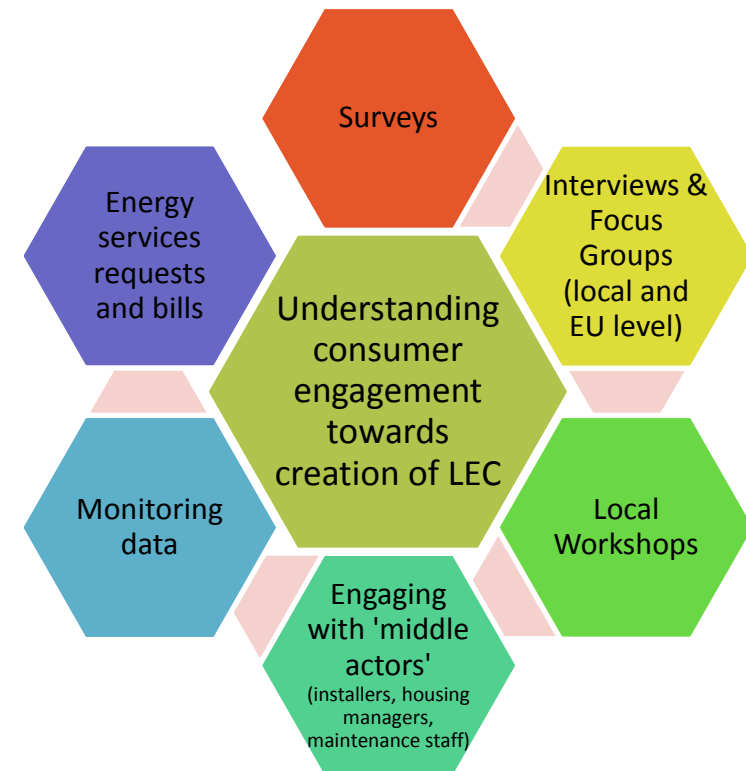 Surveys
Interviews &
Focus
Groups
(local and
EU level)
Local
Workshops
Engaging
with 'middle
actors'
(installers, housing
managers,
maintenance staff)
Monitoring
data
Energy
services
requests
and bills
Understanding
consumer
engagement
towards
creation of LEC